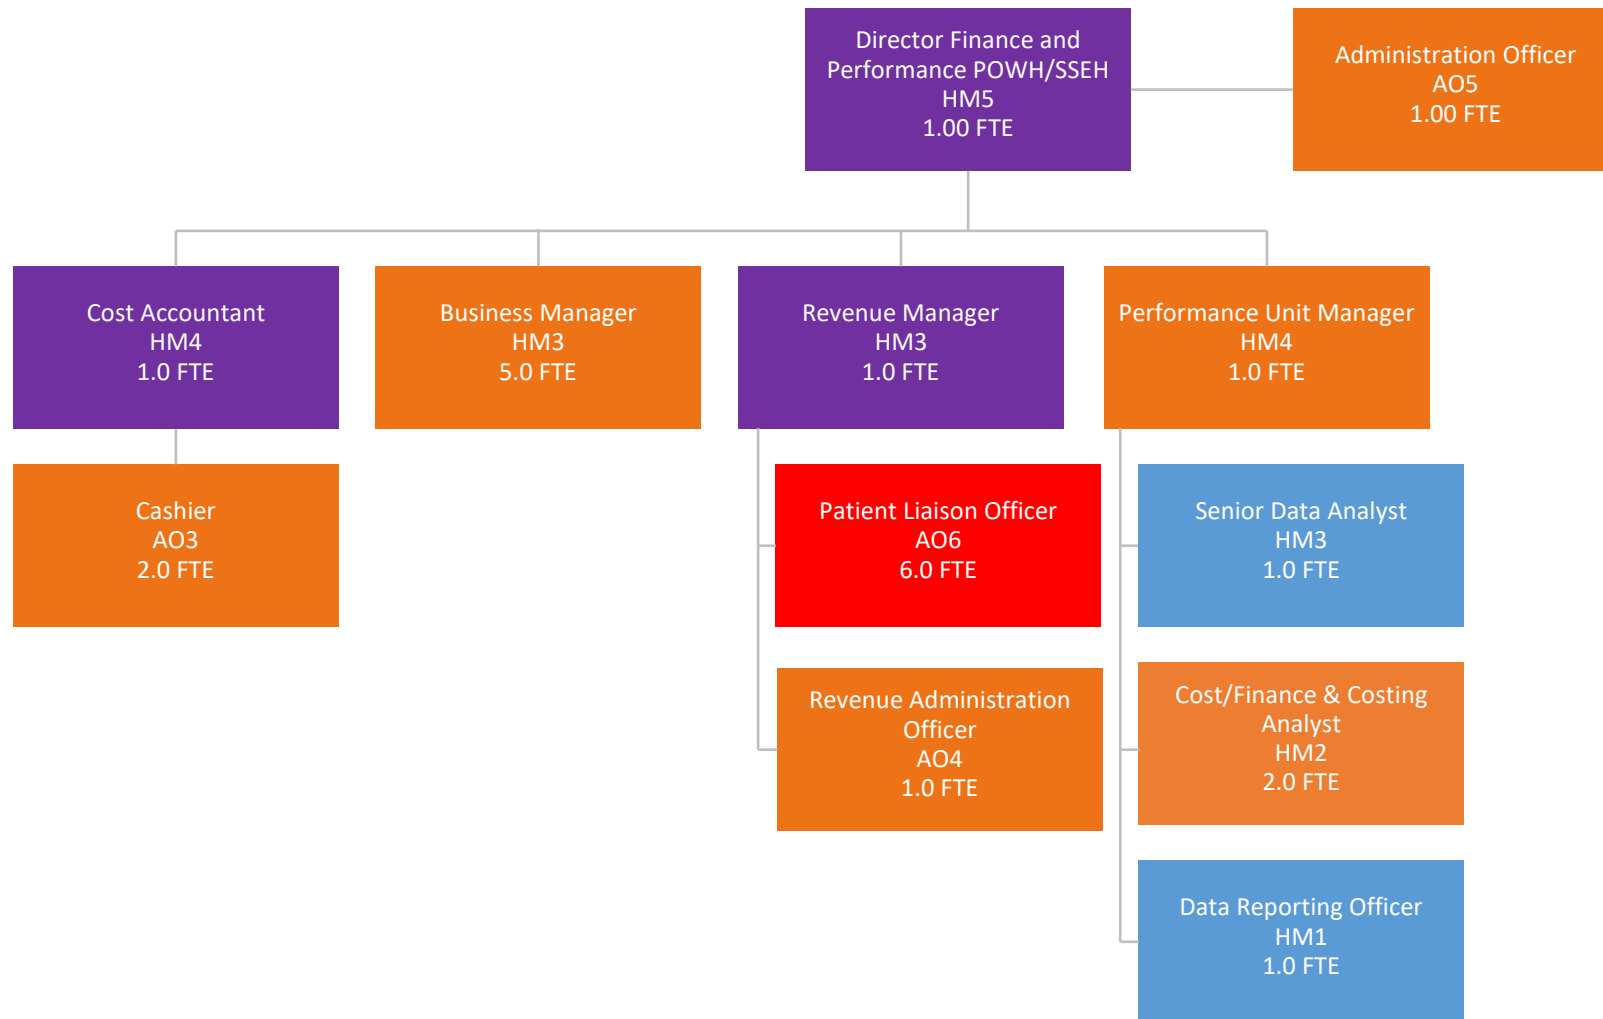 Director Finance and
Performance POWH/SSEH
HM5
1.00 FTE
Administration Officer
AO5
1.00 FTE
Cost Accountant
HM4
1.0 FTE
Business Manager
HM3
5.0 FTE
Revenue Manager
HM3
1.0 FTE
Performance Unit Manager
HM4
1.0 FTE
Cashier
AO3
2.0 FTE
Patient Liaison Officer
AO6
6.0 FTE
Senior Data Analyst
HM3
1.0 FTE
Revenue Administration
Officer
AO4
1.0 FTE
Cost/Finance & Costing
Analyst
HM2
2.0 FTE
Data Reporting Officer
HM1
1.0 FTE